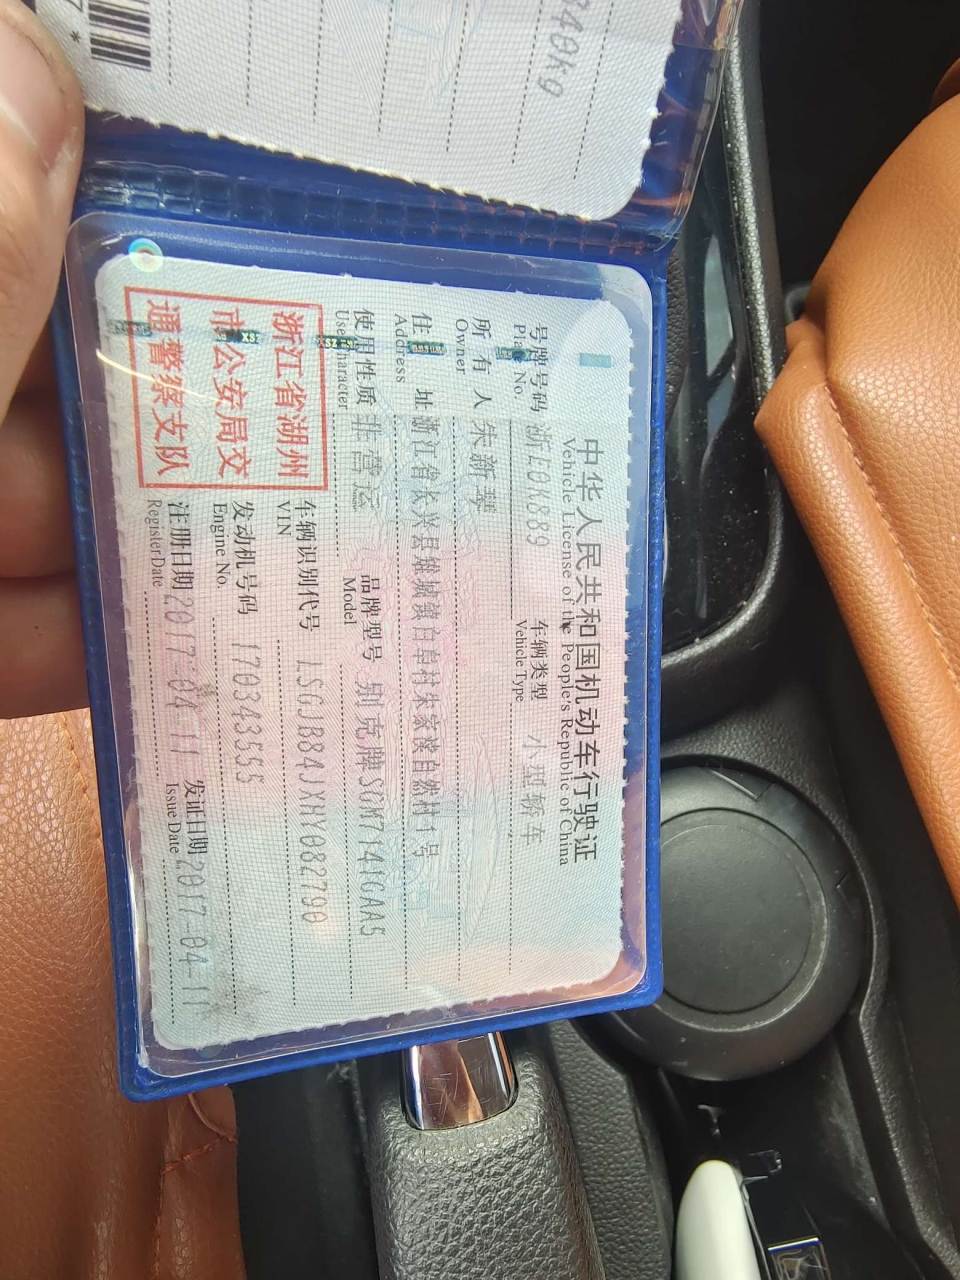 840kg
中华人民共和国机动车行驶证
Vehicle License of the People's Republic of China
号牌号码 浙E0K889 车辆类型 小型轿车
Plate No. Vehicle Type
所有人 朱新琴
Owner
住址 浙江省长兴县雉城镇白阜村宋家婆自然村1号
Address
使用性质 非营运 品牌型号 别克牌SGM7141GAA5
Use Character Model
浙江省湖州
市公安局交
通警察支队
车辆识别代号 LSGJB84JXHY082790
VIN
发动机号码 170343555
Engine No.
注册日期 2017-04-11 发证日期 2017-04-11
Register Date Issue Date